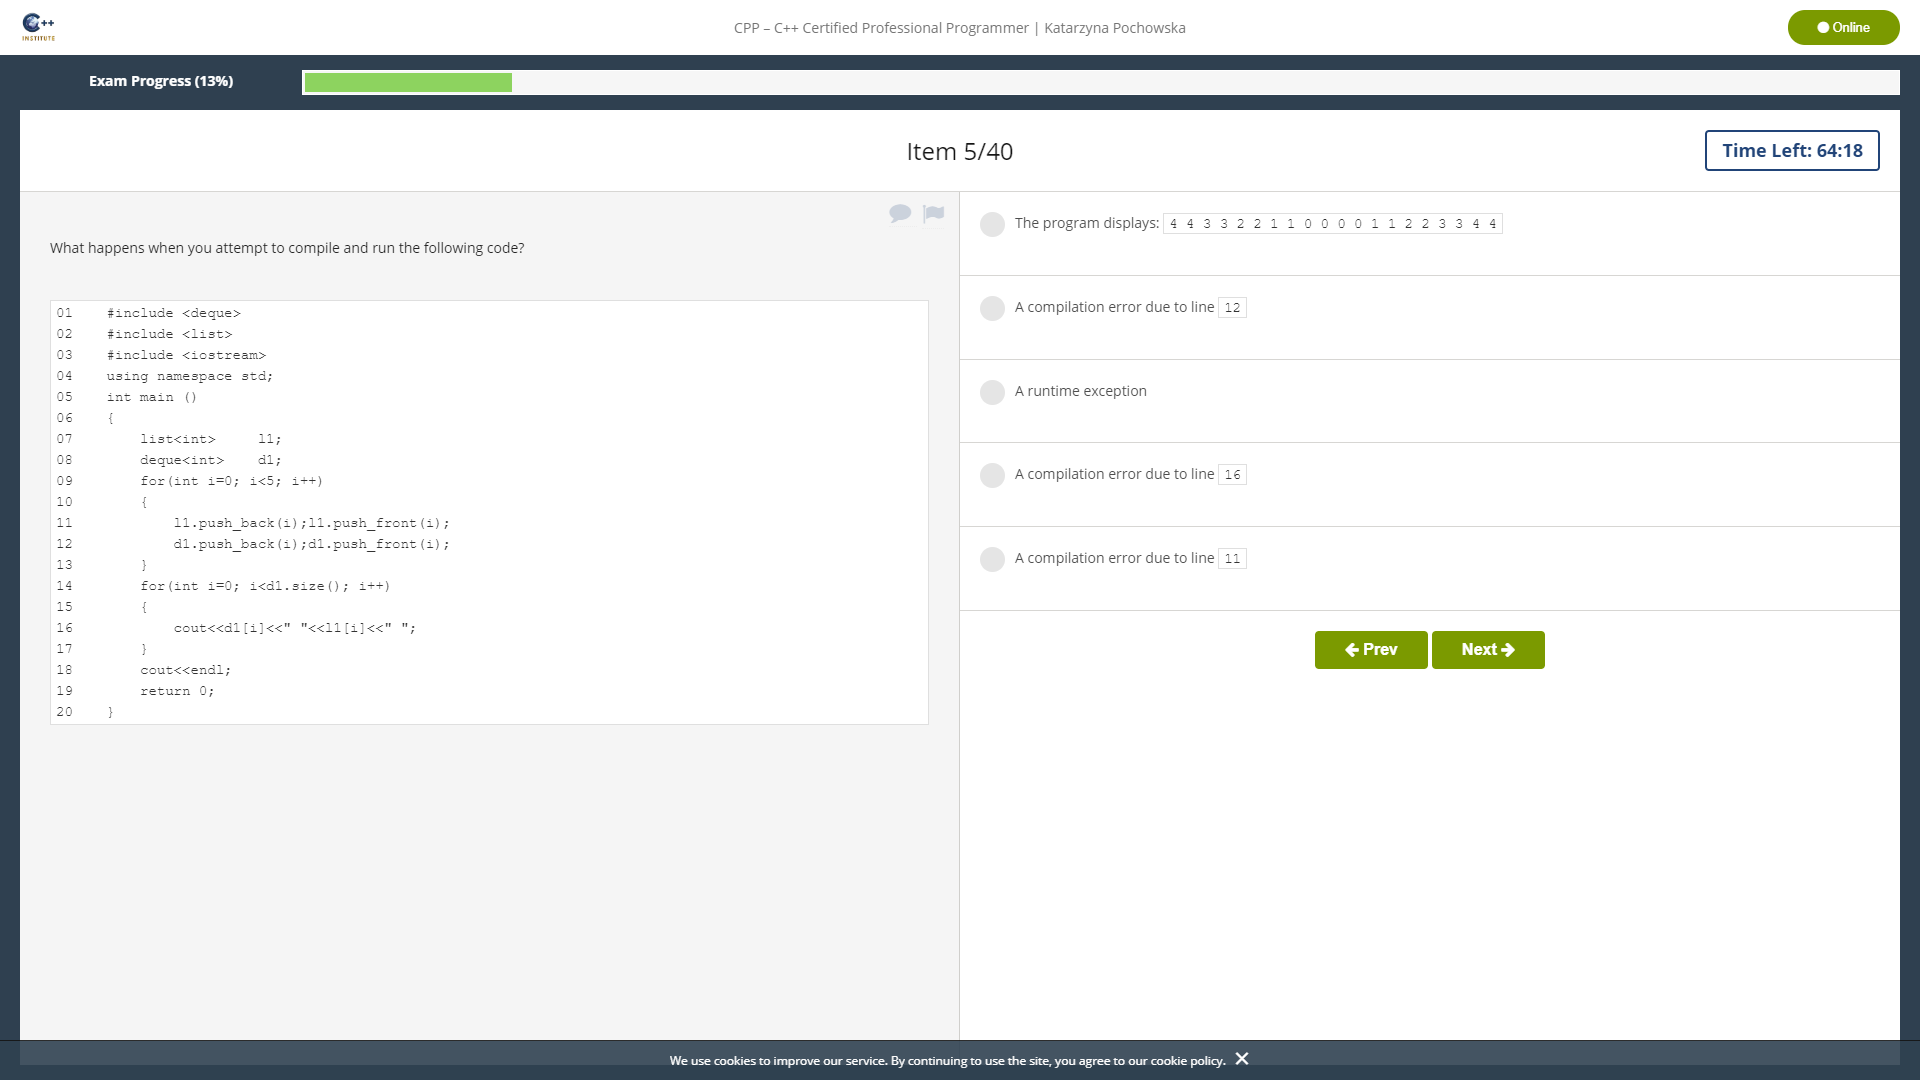 C++
INSTITUTE
CPP – C++ Certified Professional Programmer | Katarzyna Pochowska
Online
Exam Progress (13%)
Item 5/40
Time Left: 64:18
What happens when you attempt to compile and run the following code?
01 #include <deque>
02 #include <list>
03 #include <iostream>
04 using namespace std;
05 int main ()
06 {
07 list<int> l1;
08 deque<int> d1;
09 for(int i=0; i<5; i++)
10 {
11 l1.push_back(i);l1.push_front(i);
12 d1.push_back(i);d1.push_front(i);
13 }
14 for(int i=0; i<d1.size(); i++)
15 {
16 cout<<d1[i]<<" "<<l1[i]<<" ";
17 }
18 cout<<endl;
19 return 0;
20 }
The program displays: 4 4 3 3 2 2 1 1 0 0 0 0 1 1 2 2 3 3 4 4
A compilation error due to line 12
A runtime exception
A compilation error due to line 16
A compilation error due to line 11
Prev Next
We use cookies to improve our service. By continuing to use the site, you agree to our cookie policy.